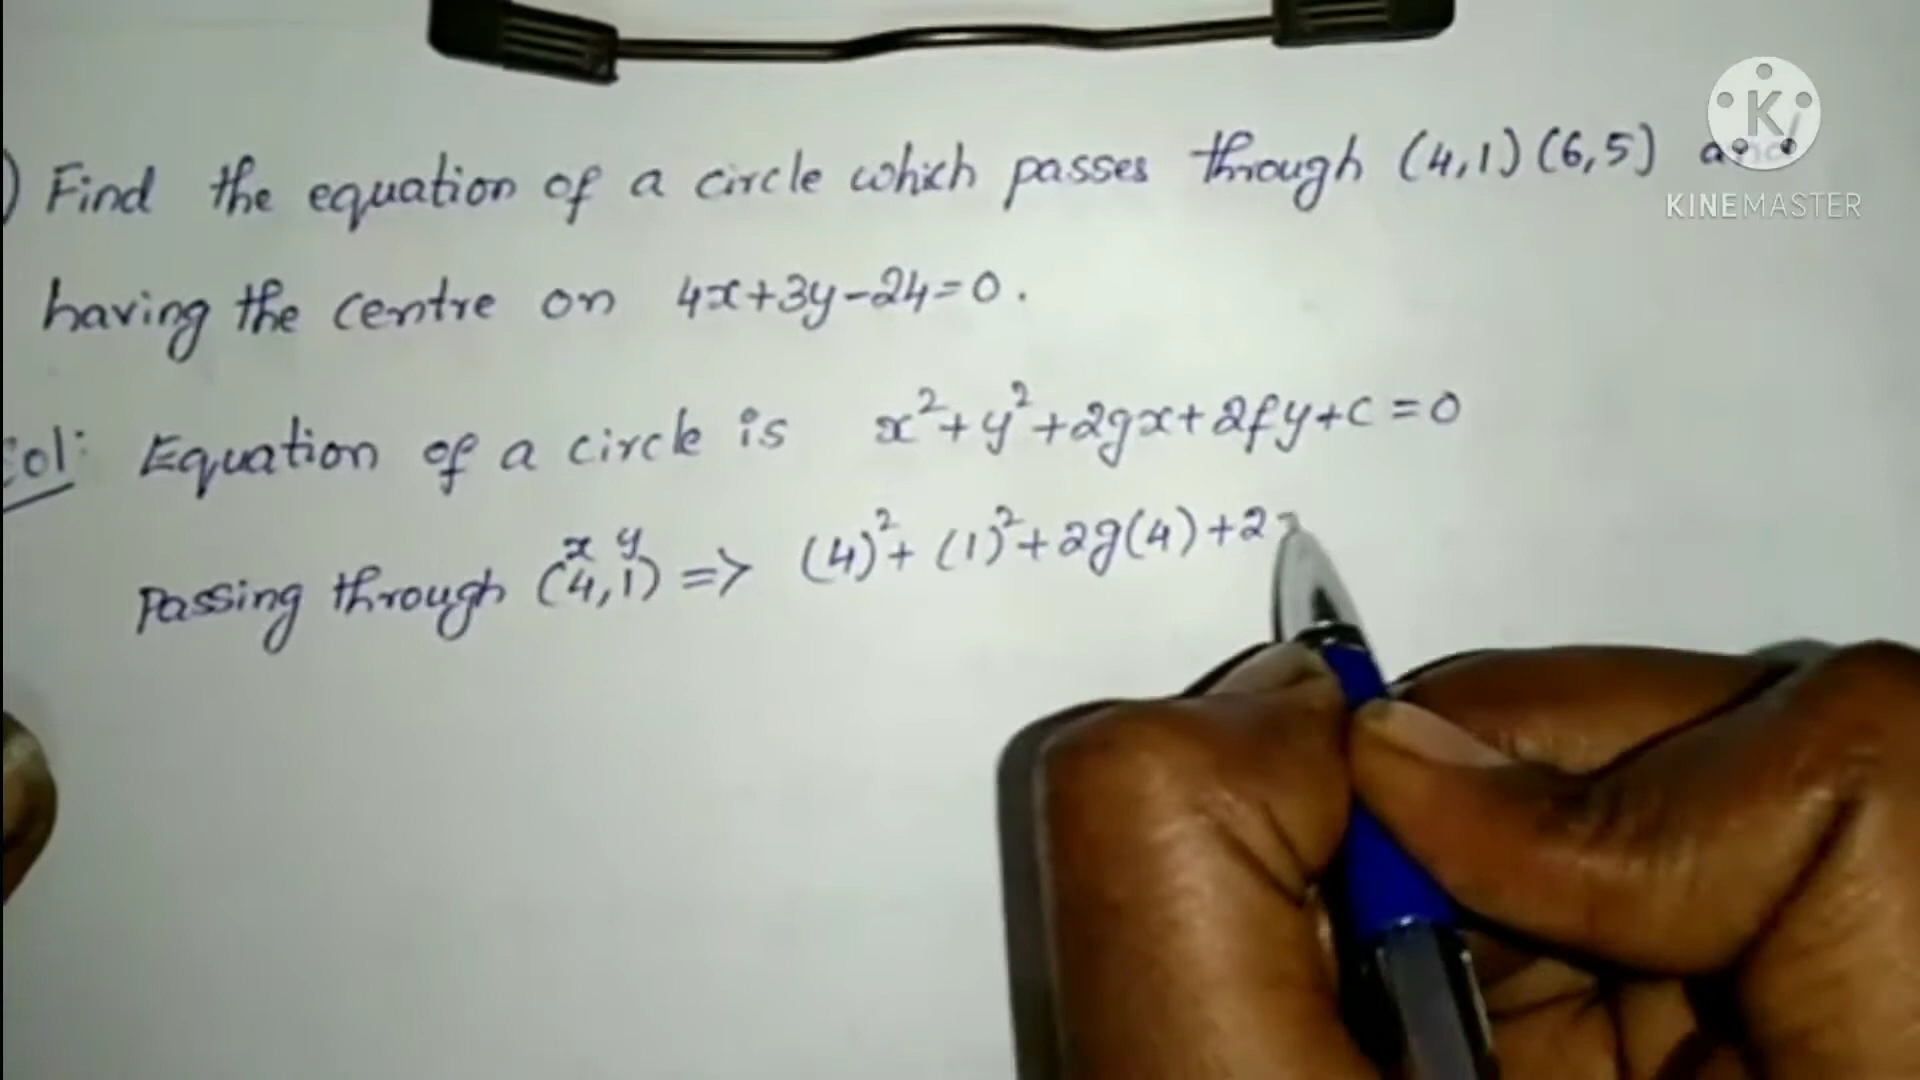 ) Find the equation of a circle which passes through (4,1) (6,5) and
having the centre on 4x+3y-24=0.
Sol: Equation of a circle is x²+y²+2gx+2fy+c=0
Passing through (4,1) => (4)²+(1)²+2g(4)+2
x y
K
KINEMASTER